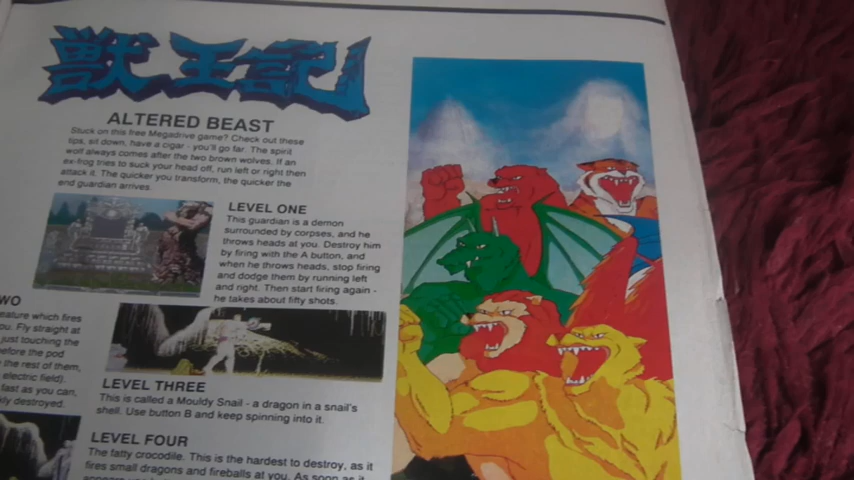 獣王記
ALTERED BEAST
Stuck on this free Megadrive game? Check out these
tips, sit down, have a cigar - you'll go far. The spirit
wolf always comes after the two brown wolves. If an
ex-frog tries to suck your head off, run left or right then
attack it. The quicker you transform, the quicker the
end guardian arrives.
LEVEL ONE
This guardian is a demon
surrounded by corpses, and he
throws heads at you. Destroy him
by firing with the A button, and
when he throws heads, stop firing
and dodge them by running left
and right. Then start firing again -
he takes about fifty shots.
WO
eature which fires
ou. Fly straight at
just touching the
before the pod
the rest of them,
electric field).
fast as you can,
kly destroyed.
LEVEL THREE
This is called a Mouldy Snail - a dragon in a snail's
shell. Use button B and keep spinning into it.
LEVEL FOUR
The fatty crocodile. This is the hardest to destroy, as it
fires small dragons and fireballs at you. As soon as it